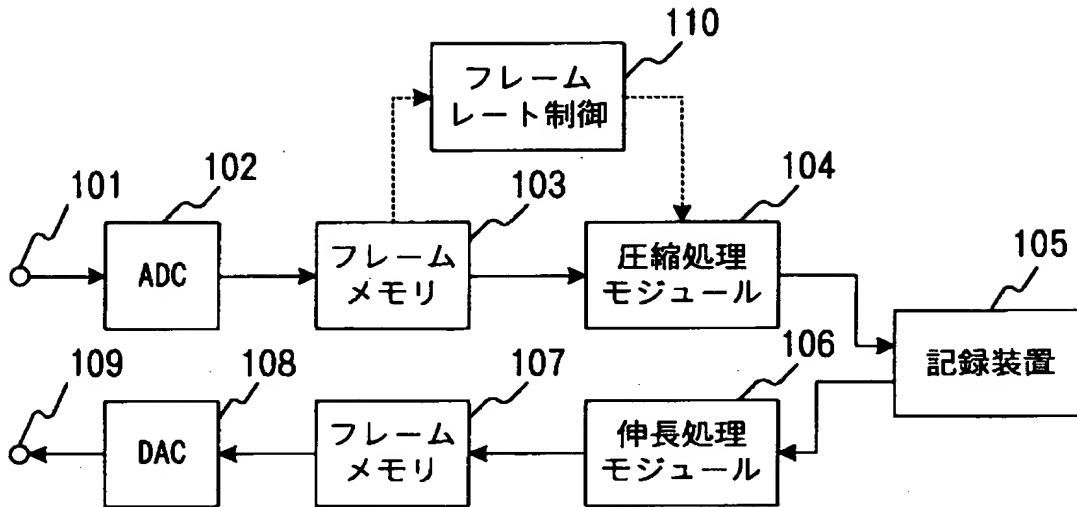 110
フレーム
レート制御
101
102
103
104
ADC
フレーム
メモリ
圧縮処理
モジュール
105
記録装置
109
108
107
106
DAC
フレーム
メモリ
伸長処理
モジュール